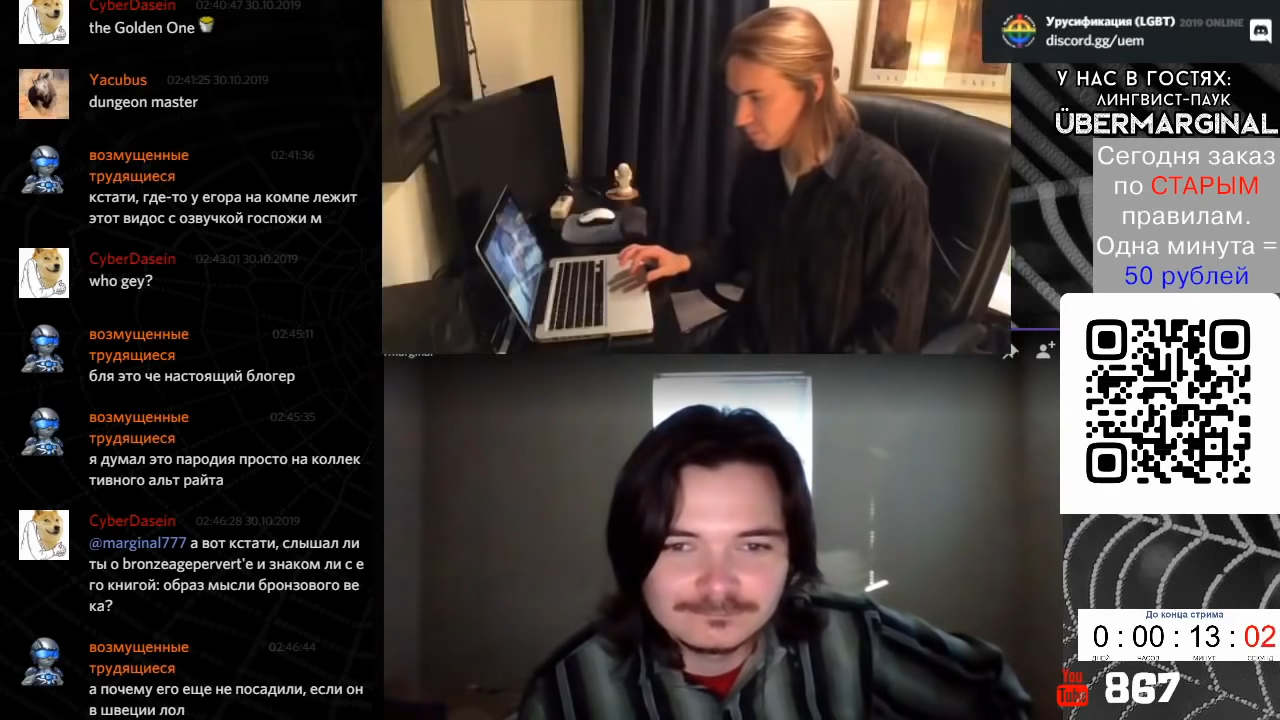 CyberDasein 02:40:47 30.10.2019
the Golden One
Yacubus 02:41:25 30.10.2019
dungeon master
возмущенные 02:41:36
трудящиеся
кстати, где-то у егора на компе лежит
этот видос с озвучкой госпожи м
CyberDasein 02:43:01 30.10.2019
who gey?
возмущенные 02:45:11
трудящиеся
бля это че настоящий блогер
возмущенные 02:45:35
трудящиеся
я думал это пародия просто на коллек
тивного альт райта
CyberDasein 02:46:28 30.10.2019
@marginal777 а вот кстати, слышал ли
ты о bronzeagepervert'е и знаком ли с е
го книгой: образ мысли бронзового ве
ка?
возмущенные 02:46:44
трудящиеся
а почему его еще не посадили, если он
в швеции лол
Урусификация (LGBT) 2019 ONLINE
discord.gg/uem
У НАС В ГОСТЯХ:
ЛИНГВИСТ-ПАУК
ÜBERMARGINAL
Сегодня заказ
по СТАРЫМ
правилам.
Одна минута =
50 рублей
До конца стрима
0 : 00 : 13 : 02
ДНЕЙ ЧАСОВ МИНУТ СЕКУНД
You
Tube
867